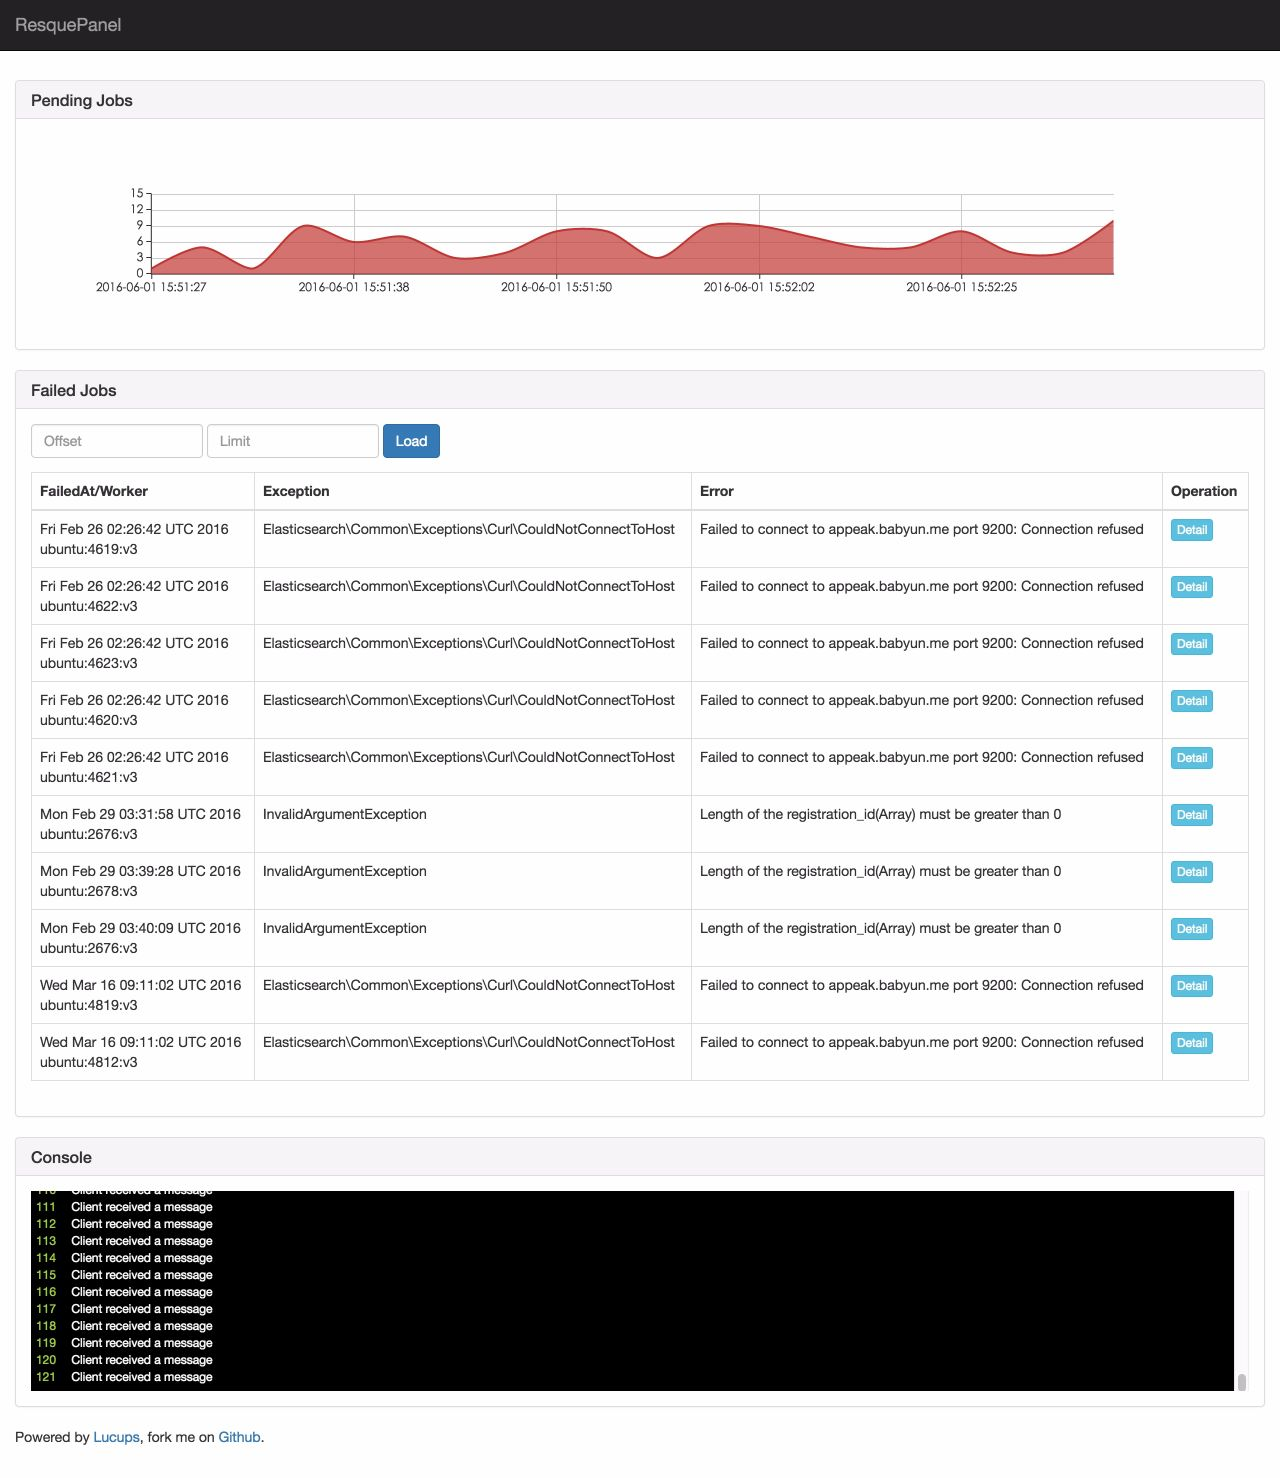 ResquePanel
Pending Jobs
15
12
9
6
3
0
2016-06-01 15:51:27 2016-06-01 15:51:38 2016-06-01 15:51:50 2016-06-01 15:52:02 2016-06-01 15:52:25
Failed Jobs
Offset Limit Load
FailedAt/Worker Exception Error Operation
Fri Feb 26 02:26:42 UTC 2016 Elasticsearch\Common\Exceptions\Curl\CouldNotConnectToHost Failed to connect to appeak.babyun.me port 9200: Connection refused Detail
ubuntu:4619:v3
Fri Feb 26 02:26:42 UTC 2016 Elasticsearch\Common\Exceptions\Curl\CouldNotConnectToHost Failed to connect to appeak.babyun.me port 9200: Connection refused Detail
ubuntu:4622:v3
Fri Feb 26 02:26:42 UTC 2016 Elasticsearch\Common\Exceptions\Curl\CouldNotConnectToHost Failed to connect to appeak.babyun.me port 9200: Connection refused Detail
ubuntu:4623:v3
Fri Feb 26 02:26:42 UTC 2016 Elasticsearch\Common\Exceptions\Curl\CouldNotConnectToHost Failed to connect to appeak.babyun.me port 9200: Connection refused Detail
ubuntu:4620:v3
Fri Feb 26 02:26:42 UTC 2016 Elasticsearch\Common\Exceptions\Curl\CouldNotConnectToHost Failed to connect to appeak.babyun.me port 9200: Connection refused Detail
ubuntu:4621:v3
Mon Feb 29 03:31:58 UTC 2016 InvalidArgumentException Length of the registration_id(Array) must be greater than 0 Detail
ubuntu:2676:v3
Mon Feb 29 03:39:28 UTC 2016 InvalidArgumentException Length of the registration_id(Array) must be greater than 0 Detail
ubuntu:2678:v3
Mon Feb 29 03:40:09 UTC 2016 InvalidArgumentException Length of the registration_id(Array) must be greater than 0 Detail
ubuntu:2676:v3
Wed Mar 16 09:11:02 UTC 2016 Elasticsearch\Common\Exceptions\Curl\CouldNotConnectToHost Failed to connect to appeak.babyun.me port 9200: Connection refused Detail
ubuntu:4819:v3
Wed Mar 16 09:11:02 UTC 2016 Elasticsearch\Common\Exceptions\Curl\CouldNotConnectToHost Failed to connect to appeak.babyun.me port 9200: Connection refused Detail
ubuntu:4812:v3
Console
110 Client received a message
111 Client received a message
112 Client received a message
113 Client received a message
114 Client received a message
115 Client received a message
116 Client received a message
117 Client received a message
118 Client received a message
119 Client received a message
120 Client received a message
121 Client received a message
Powered by Lucups, fork me on Github.